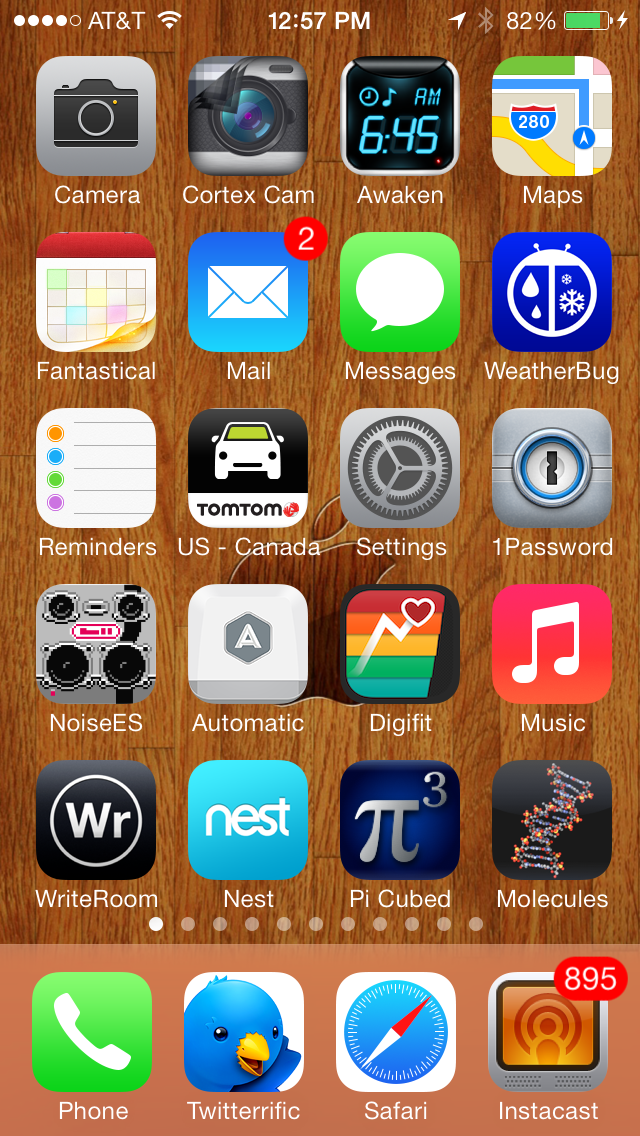 AT&T 12:57 PM 82%
AM
6:45
280
Camera Cortex Cam Awaken Maps
2
Fantastical Mail Messages WeatherBug
TOMTOM
Reminders US - Canada Settings 1Password
A
NoiseES Automatic Digifit Music
Wr nest π3
WriteRoom Nest Pi Cubed Molecules
895
Phone Twitterrific Safari Instacast